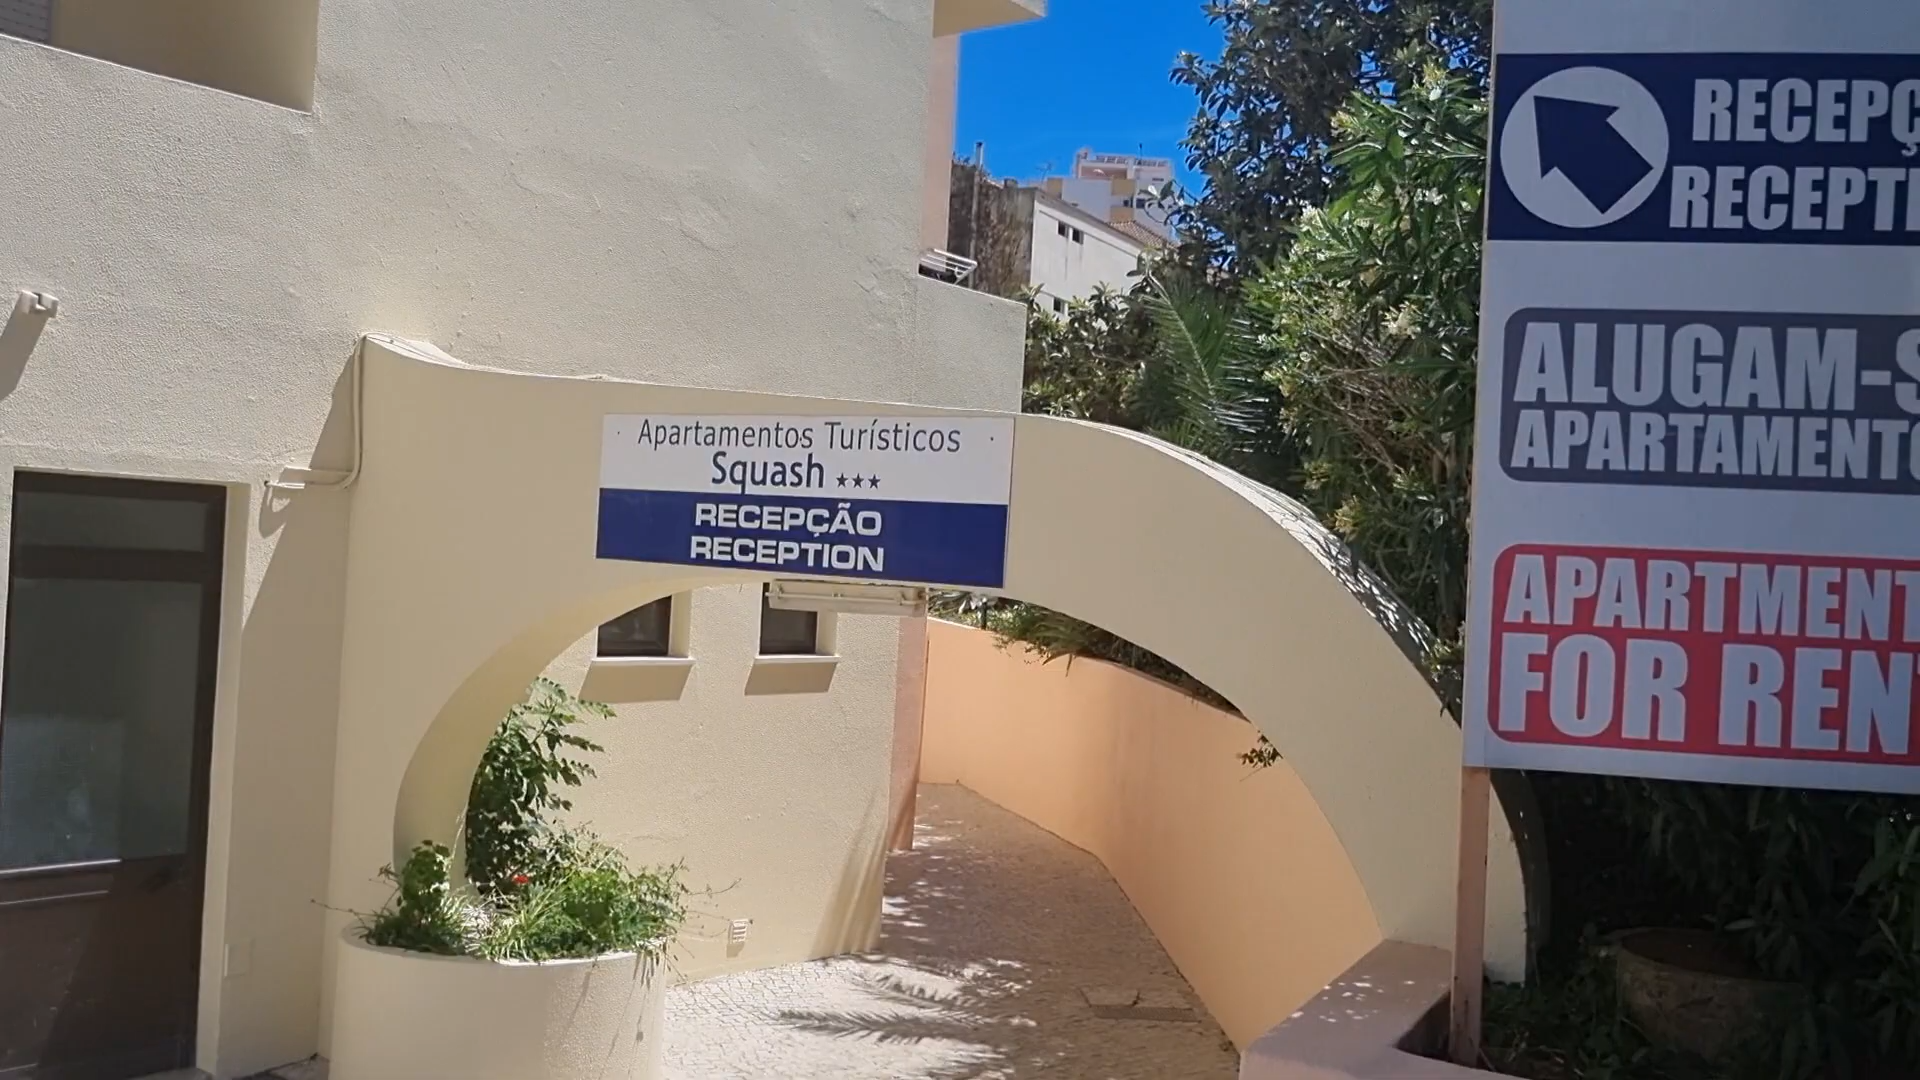 Apartamentos Turísticos
Squash ★★★
RECEPÇÃO
RECEPTION
RECEPÇ
RECEPTI
ALUGAM-S
APARTAMENTO
APARTMENT
FOR REN